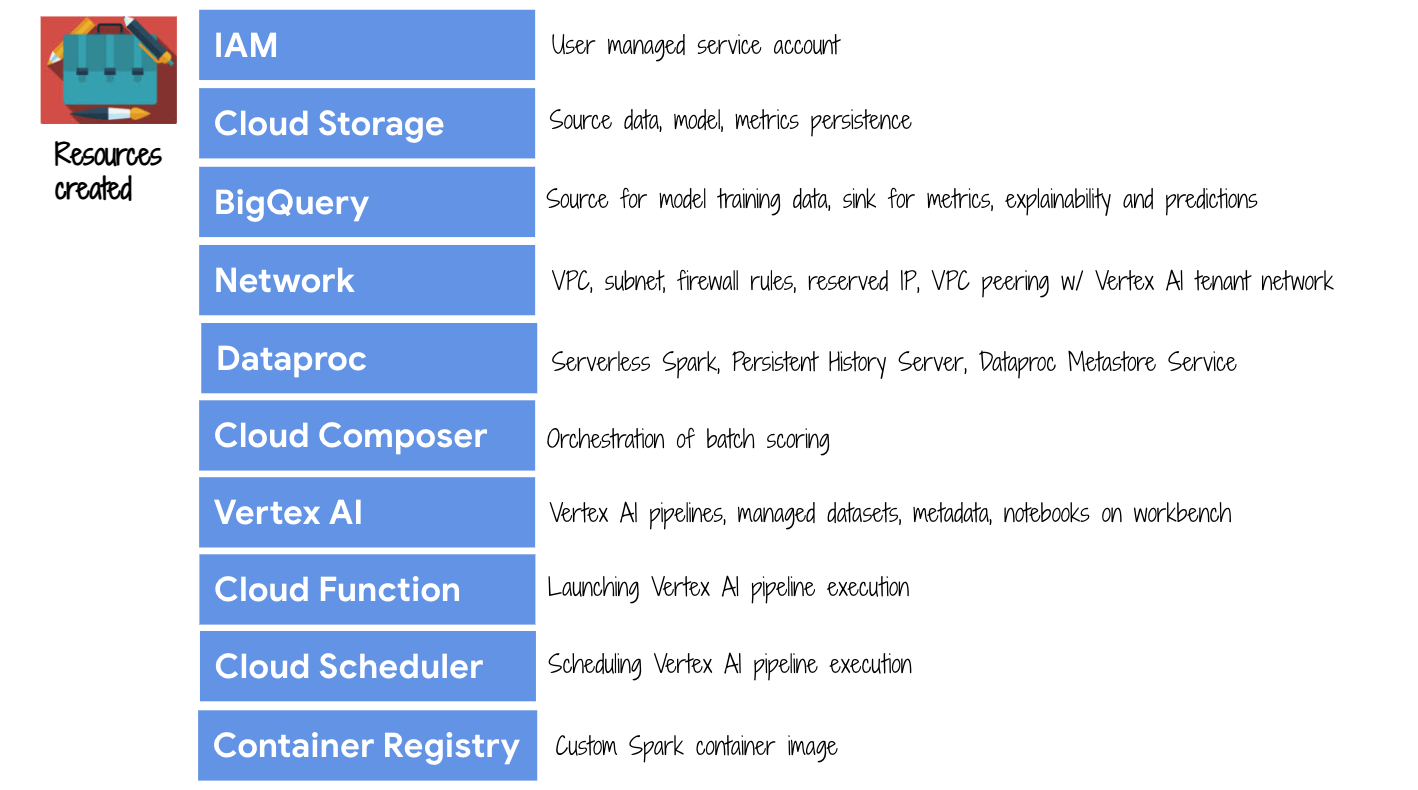 Resources
created
IAM
User managed service account
Cloud Storage
Source data, model, metrics persistence
BigQuery
Source for model training data, sink for metrics, explainability and predictions
Network
VPC, subnet, firewall rules, reserved IP, VPC peering w/ Vertex AI tenant network
Dataproc
Serverless Spark, Persistent History Server, Dataproc Metastore Service
Cloud Composer
Orchestration of batch scoring
Vertex AI
Vertex AI pipelines, managed datasets, metadata, notebooks on workbench
Cloud Function
Launching Vertex AI pipeline execution
Cloud Scheduler
Scheduling Vertex AI pipeline execution
Container Registry
Custom Spark container image